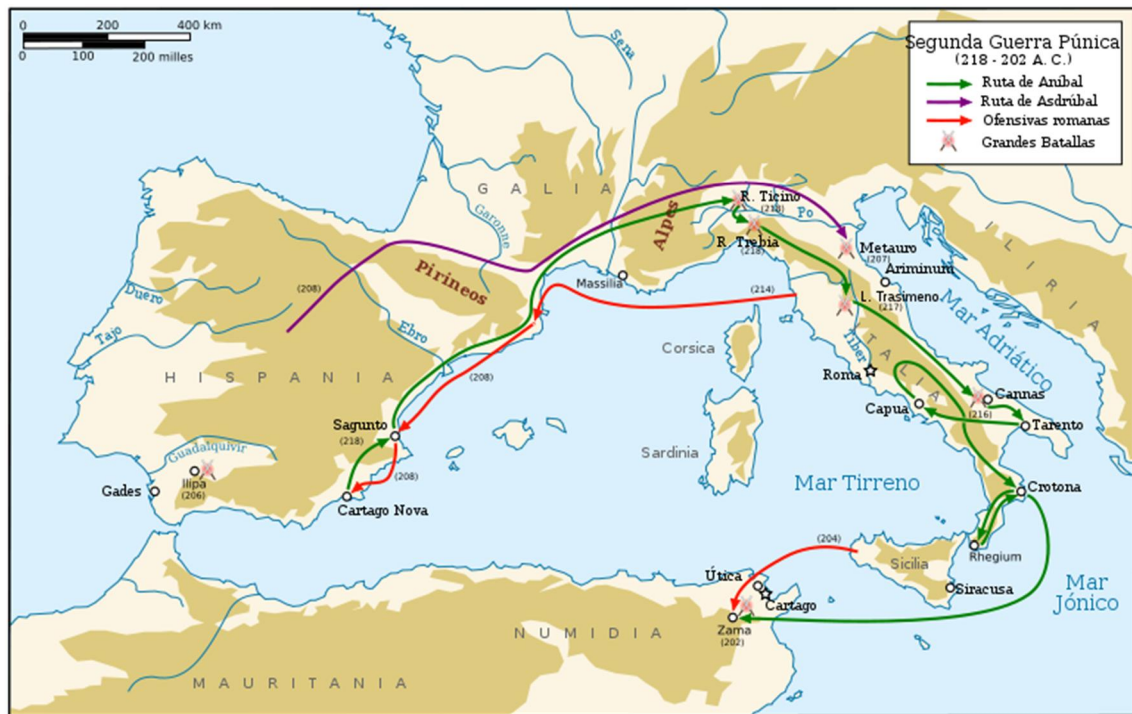 0 200 400 km
0 100 200 milles
Segunda Guerra Púnica
(218 - 202 A. C.)
Ruta de Aníbal
Ruta de Asdrúbal
Ofensivas romanas
Grandes Batallas
Sena
GALIA
Garonne
Alpes
R. Ticino
(218)
Po
R. Trebia
(218)
Metauro
(207)
Ariminum
ILIRIA
Pirineos
Massilia
(214)
L. Trasimeno
(217)
Mar Adriático
(208)
Duero
Tajo
Ebro
Corsica
Tíber
ITALIA
Roma
HISPANIA
(208)
Capua
Cannas
(216)
Tarento
Sagunto
(218)
Guadalquivir
Ilipa
(206)
Gades
(208)
Cartago Nova
Sardinia
Mar Tirreno
Crotona
(204)
Rhegium
Sicilia
Siracusa
Mar
Jónico
Útica
Cartago
Zama
(202)
NUMIDIA
MAURITANIA